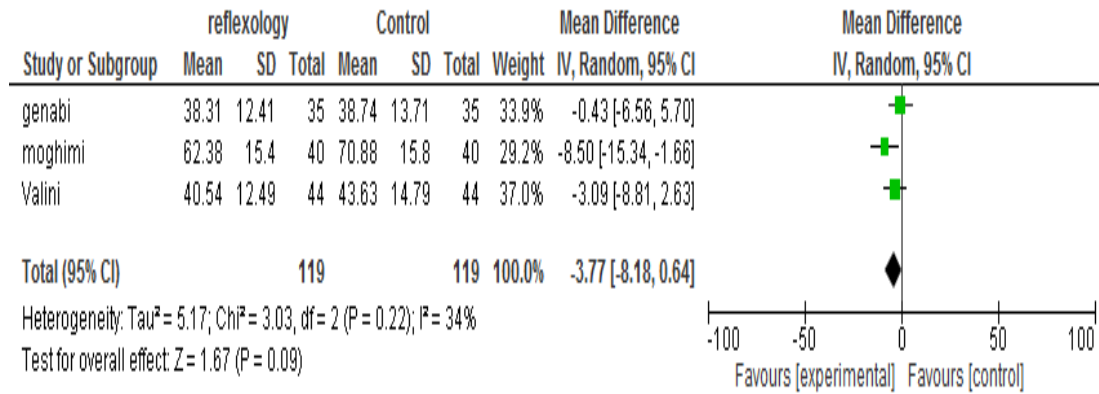 reflexology Control Mean Difference Mean Difference
Study or Subgroup Mean SD Total Mean SD Total Weight IV, Random, 95% CI IV, Random, 95% CI
genabi 38.31 12.41 35 38.74 13.71 35 33.9% -0.43 [-6.56, 5.70]
moghimi 62.38 15.4 40 70.88 15.8 40 29.2% -8.50 [-15.34, -1.66]
Valini 40.54 12.49 44 43.63 14.79 44 37.0% -3.09 [-8.81, 2.63]
Total (95% CI) 119 119 100.0% -3.77 [-8.18, 0.64]
Heterogeneity: Tau² = 5.17; Chi² = 3.03, df = 2 (P = 0.22); I² = 34%
Test for overall effect: Z = 1.67 (P = 0.09)
-100 -50 0 50 100
Favours [experimental] Favours [control]